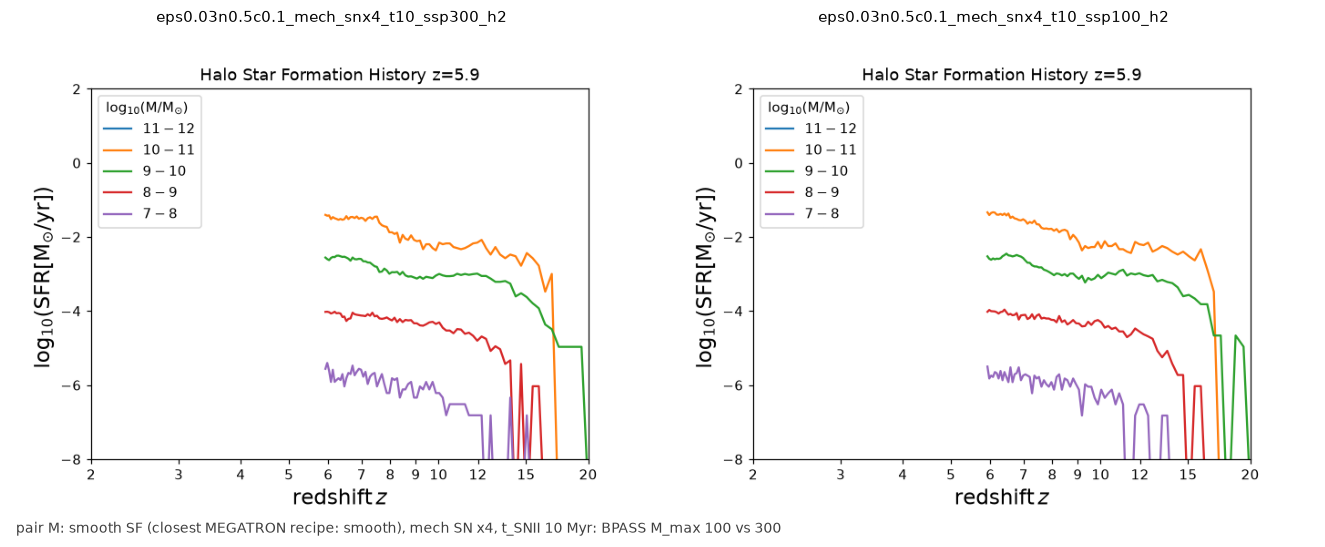 eps0.03n0.5c0.1_mech_snx4_t10_ssp300_h2
Halo Star Formation History z=5.9
log10(M/M⊙)
11 − 12
10 − 11
9 − 10
8 − 9
7 − 8
log10(SFR[M⊙/yr])
2
0
−2
−4
−6
−8
2 3 4 5 6 7 8 9 10 12 15 20
redshift z
eps0.03n0.5c0.1_mech_snx4_t10_ssp100_h2
Halo Star Formation History z=5.9
log10(M/M⊙)
11 − 12
10 − 11
9 − 10
8 − 9
7 − 8
log10(SFR[M⊙/yr])
2
0
−2
−4
−6
−8
2 3 4 5 6 7 8 9 10 12 15 20
redshift z
pair M: smooth SF (closest MEGATRON recipe: smooth), mech SN x4, t_SNII 10 Myr: BPASS M_max 100 vs 300